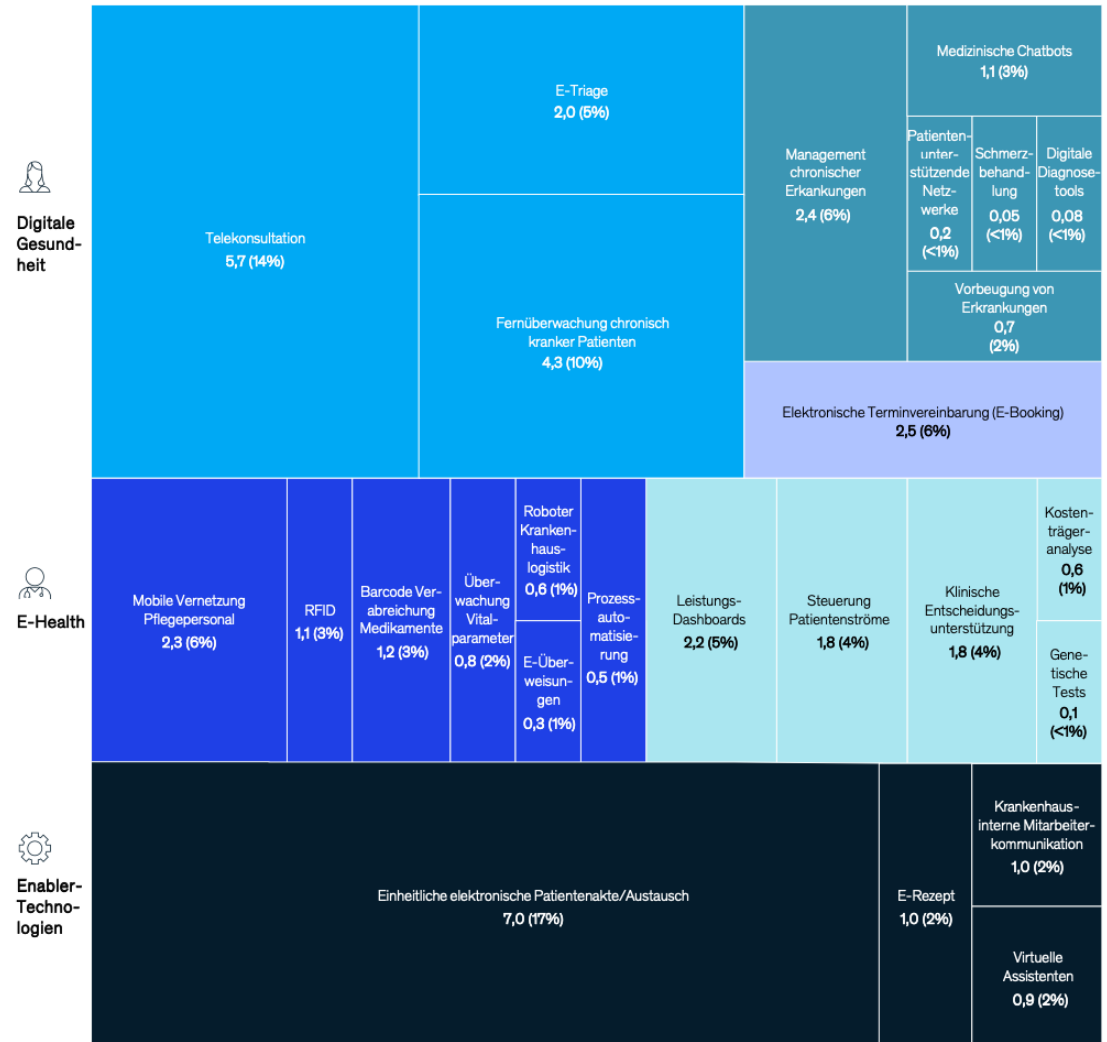 Digitale
Gesund-
heit
Telekonsultation
5,7 (14%)
E-Triage
2,0 (5%)
Fernüberwachung chronisch
kranker Patienten
4,3 (10%)
Management
chronischer
Erkankungen
2,4 (6%)
Medizinische Chatbots
1,1 (3%)
Patienten-
unter-
stützende
Netz-
werke
0,2
(<1%)
Schmerz-
behand-
lung
0,05
(<1%)
Digitale
Diagnose-
tools
0,08
(<1%)
Vorbeugung von
Erkrankungen
0,7
(2%)
Elektronische Terminvereinbarung (E-Booking)
2,5 (6%)
E-Health
Mobile Vernetzung
Pflegepersonal
2,3 (6%)
RFID
1,1 (3%)
Barcode Ver-
abreichung
Medikamente
1,2 (3%)
Über-
wachung
Vital-
parameter
0,8 (2%)
Roboter
Kranken-
haus-
logistik
0,6 (1%)
E-Über-
weisun-
gen
0,3 (1%)
Prozess-
auto-
matisie-
rung
0,5 (1%)
Leistungs-
Dashboards
2,2 (5%)
Steuerung
Patientenströme
1,8 (4%)
Klinische
Entscheidungs-
unterstützung
1,8 (4%)
Kosten-
träger-
analyse
0,6
(1%)
Gene-
tische
Tests
0,1
(<1%)
Enabler-
Techno-
logien
Einheitliche elektronische Patientenakte/Austausch
7,0 (17%)
E-Rezept
1,0 (2%)
Krankenhaus-
interne Mitarbeiter-
kommunikation
1,0 (2%)
Virtuelle
Assistenten
0,9 (2%)